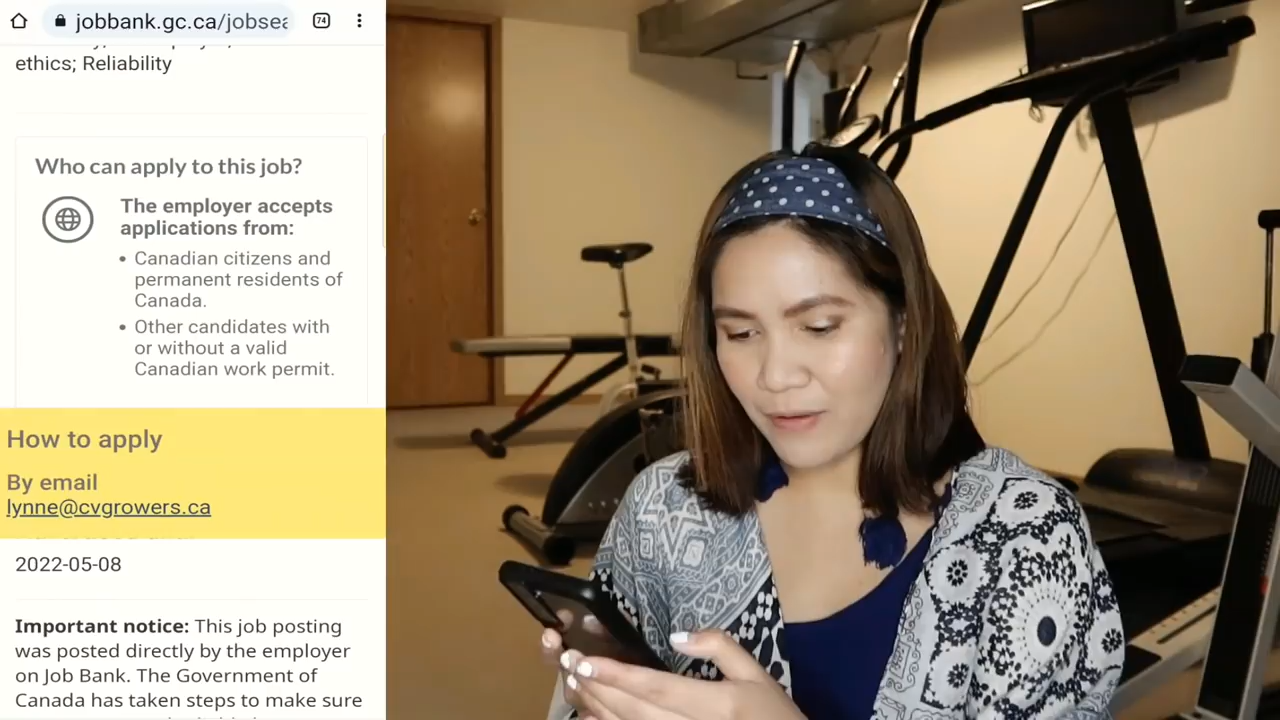 jobbank.gc.ca/jobsea
74
ethics; Reliability
Who can apply to this job?
The employer accepts
applications from:
• Canadian citizens and
permanent residents of
Canada.
• Other candidates with
or without a valid
Canadian work permit.
How to apply
By email
lynne@cvgrowers.ca
2022-05-08
Important notice: This job posting
was posted directly by the employer
on Job Bank. The Government of
Canada has taken steps to make sure